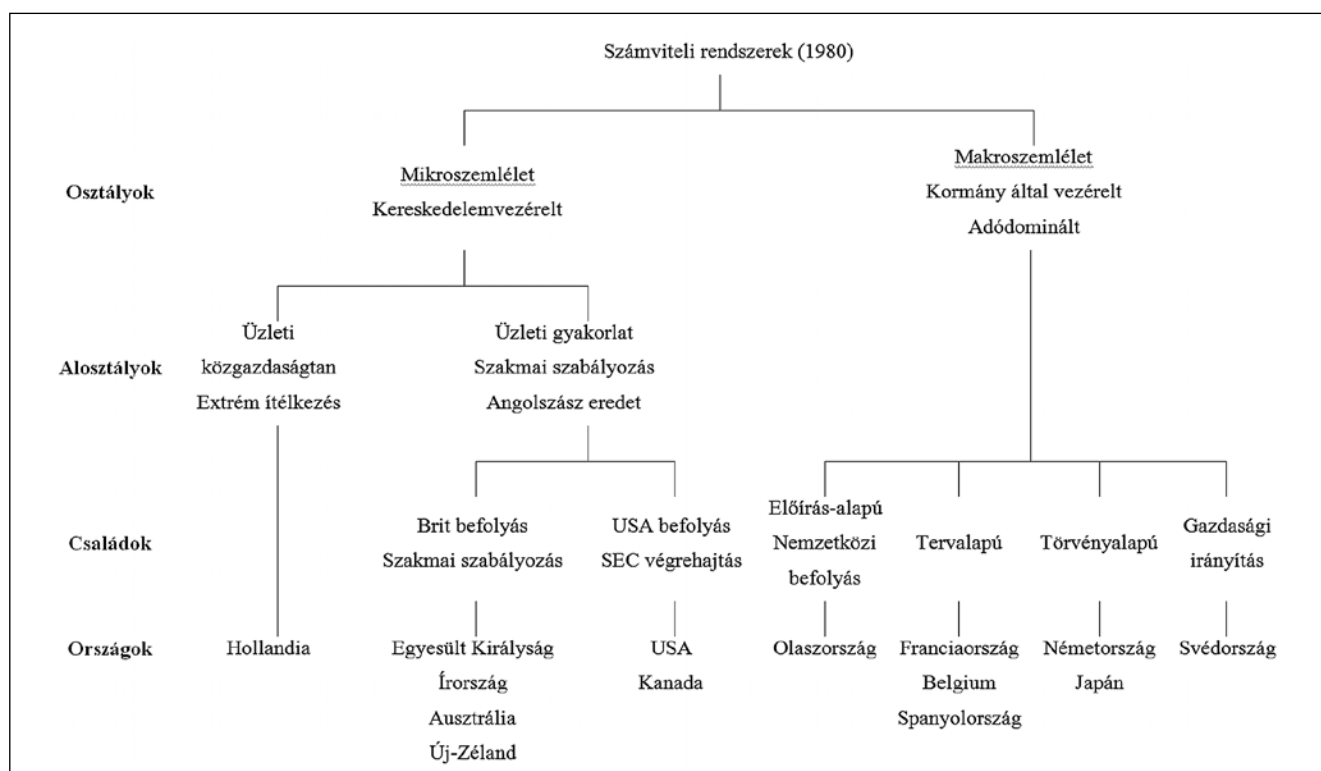 Számviteli rendszerek (1980)
Osztályok
Mikroszemlélet
Kereskedelemvezérelt
Makroszemlélet
Kormány által vezérelt
Adódominált
Alosztályok
Üzleti
közgazdaságtan
Extrém ítélkezés
Üzleti gyakorlat
Szakmai szabályozás
Angolszász eredet
Családok
Brit befolyás
Szakmai szabályozás
USA befolyás
SEC végrehajtás
Előírás-alapú
Nemzetközi
befolyás
Tervalapú
Törvényalapú
Gazdasági
irányítás
Országok
Hollandia
Egyesült Királyság
Írország
Ausztrália
Új-Zéland
USA
Kanada
Olaszország
Franciaország
Belgium
Spanyolország
Németország
Japán
Svédország